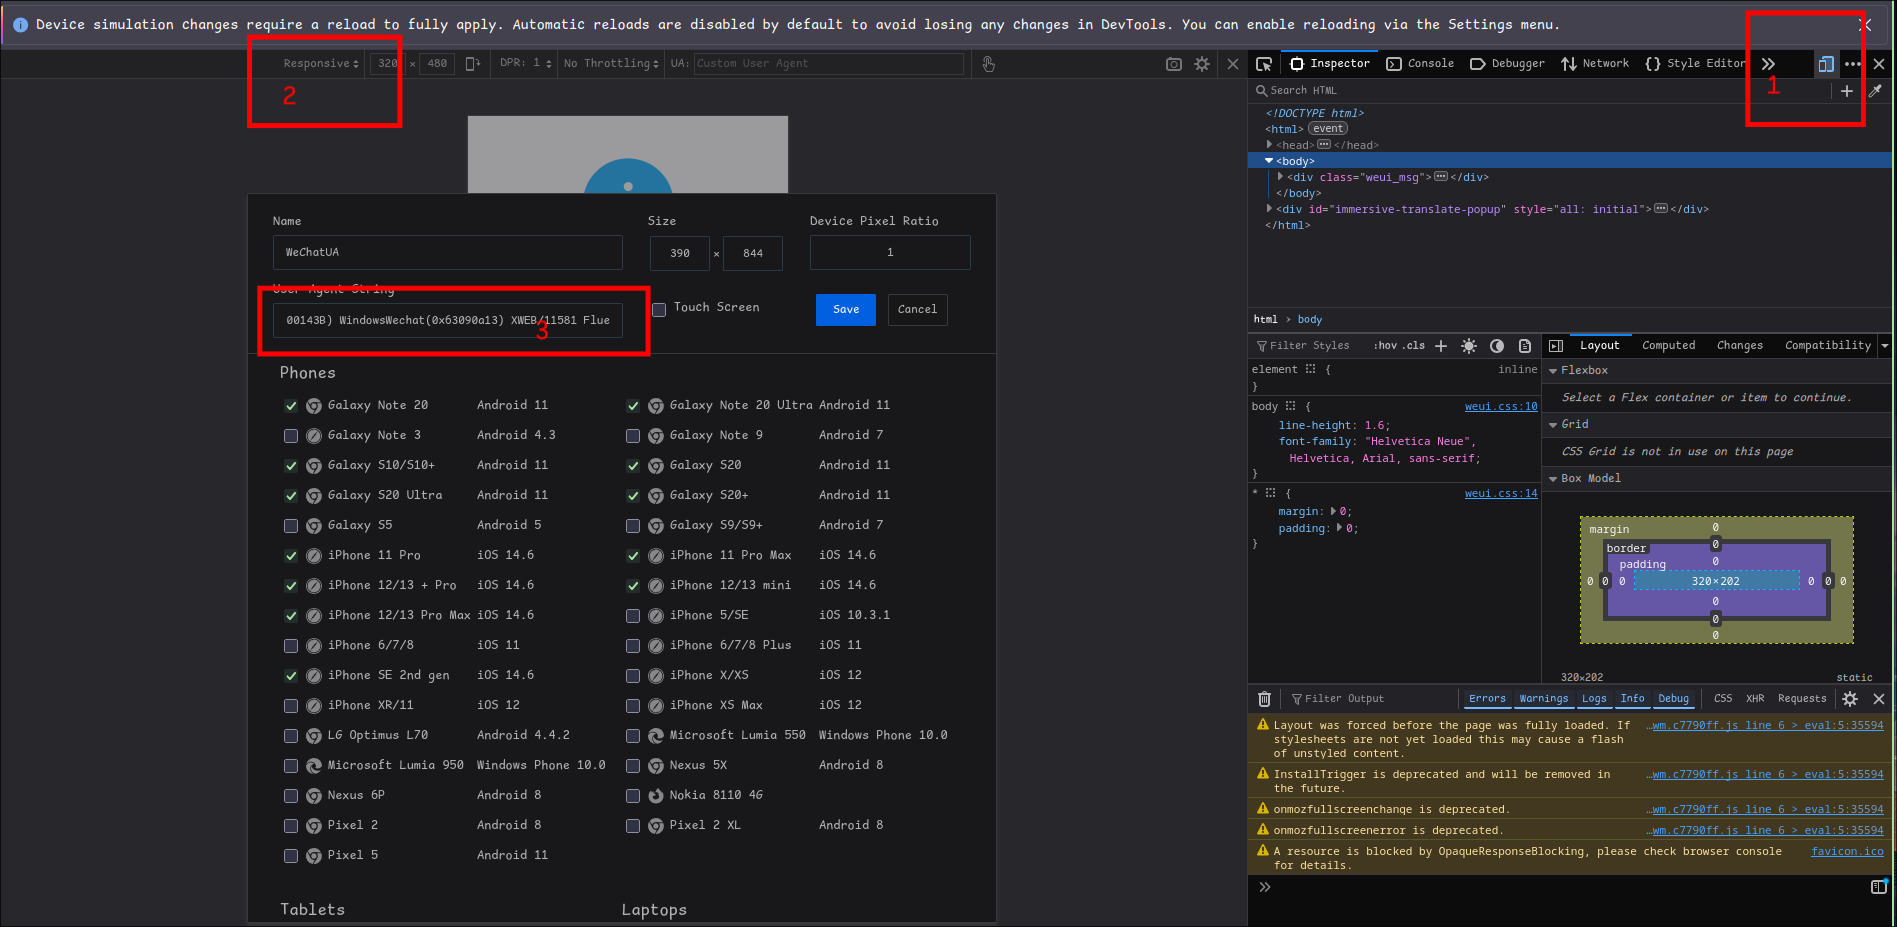 Device simulation changes require a reload to fully apply. Automatic reloads are disabled by default to avoid losing any changes in DevTools. You can enable reloading via the Settings menu.
Responsive 320 × 480 DPR: 1 No Throttling UA: Custom User Agent
2
Inspector Console Debugger Network {} Style Editor
1
Search HTML
<!DOCTYPE html>
<html> event
<head> </head>
<body>
<div class="weui_msg"> </div>
</body>
<div id="immersive-translate-popup" style="all: initial"> </div>
</html>
html > body
Name
WeChatUA
Size
390 × 844
Device Pixel Ratio
1
User Agent String
00143B) WindowsWechat(0x63090a13) XWEB/11581 Flue
3
Touch Screen
Save
Cancel
Phones
Galaxy Note 20 Android 11
Galaxy Note 20 Ultra Android 11
Galaxy Note 3 Android 4.3
Galaxy Note 9 Android 7
Galaxy S10/S10+ Android 11
Galaxy S20 Android 11
Galaxy S20 Ultra Android 11
Galaxy S20+ Android 11
Galaxy S5 Android 5
Galaxy S9/S9+ Android 7
iPhone 11 Pro iOS 14.6
iPhone 11 Pro Max iOS 14.6
iPhone 12/13 + Pro iOS 14.6
iPhone 12/13 mini iOS 14.6
iPhone 12/13 Pro Max iOS 14.6
iPhone 5/SE iOS 10.3.1
iPhone 6/7/8 iOS 11
iPhone 6/7/8 Plus iOS 11
iPhone SE 2nd gen iOS 14.6
iPhone X/XS iOS 12
iPhone XR/11 iOS 12
iPhone XS Max iOS 12
LG Optimus L70 Android 4.4.2
Microsoft Lumia 550 Windows Phone 10.0
Microsoft Lumia 950 Windows Phone 10.0
Nexus 5X Android 8
Nexus 6P Android 8
Nokia 8110 4G
Pixel 2 Android 8
Pixel 2 XL Android 8
Pixel 5 Android 11
Tablets
Laptops
Filter Styles :hov .cls
element { inline
}
body { weui.css:10
line-height: 1.6;
font-family: "Helvetica Neue",
Helvetica, Arial, sans-serif;
}
* { weui.css:14
margin: 0;
padding: 0;
}
Layout Computed Changes Compatibility
Flexbox
Select a Flex container or item to continue.
Grid
CSS Grid is not in use on this page
Box Model
margin 0
border 0
padding 0
0 0 0 320×202 0 0 0
0
0
0
320×202 static
Filter Output Errors Warnings Logs Info Debug CSS XHR Requests
Layout was forced before the page was fully loaded. If …wm.c7790ff.js line 6 > eval:5:35594
stylesheets are not yet loaded this may cause a flash
of unstyled content.
InstallTrigger is deprecated and will be removed in …wm.c7790ff.js line 6 > eval:5:35594
the future.
onmozfullscreenchange is deprecated. …wm.c7790ff.js line 6 > eval:5:35594
onmozfullscreenerror is deprecated. …wm.c7790ff.js line 6 > eval:5:35594
A resource is blocked by OpaqueResponseBlocking, please check browser console favicon.ico
for details.